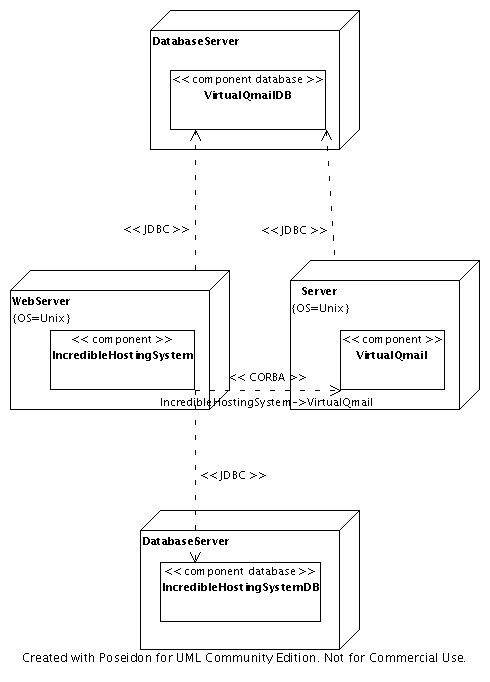 DatabaseServer
<< component database >>
VirtualQmailDB
<< JDBC >>
<< JDBC >>
WebServer
{OS=Unix}
<< component >>
IncredibleHostingSystem
Server
{OS=Unix}
<< component >>
VirtualQmail
<< CORBA >>
IncredibleHostingSystem->VirtualQmail
<< JDBC >>
DatabaseServer
<< component database >>
IncredibleHostingSystemDB
Created with Poseidon for UML Community Edition. Not for Commercial Use.